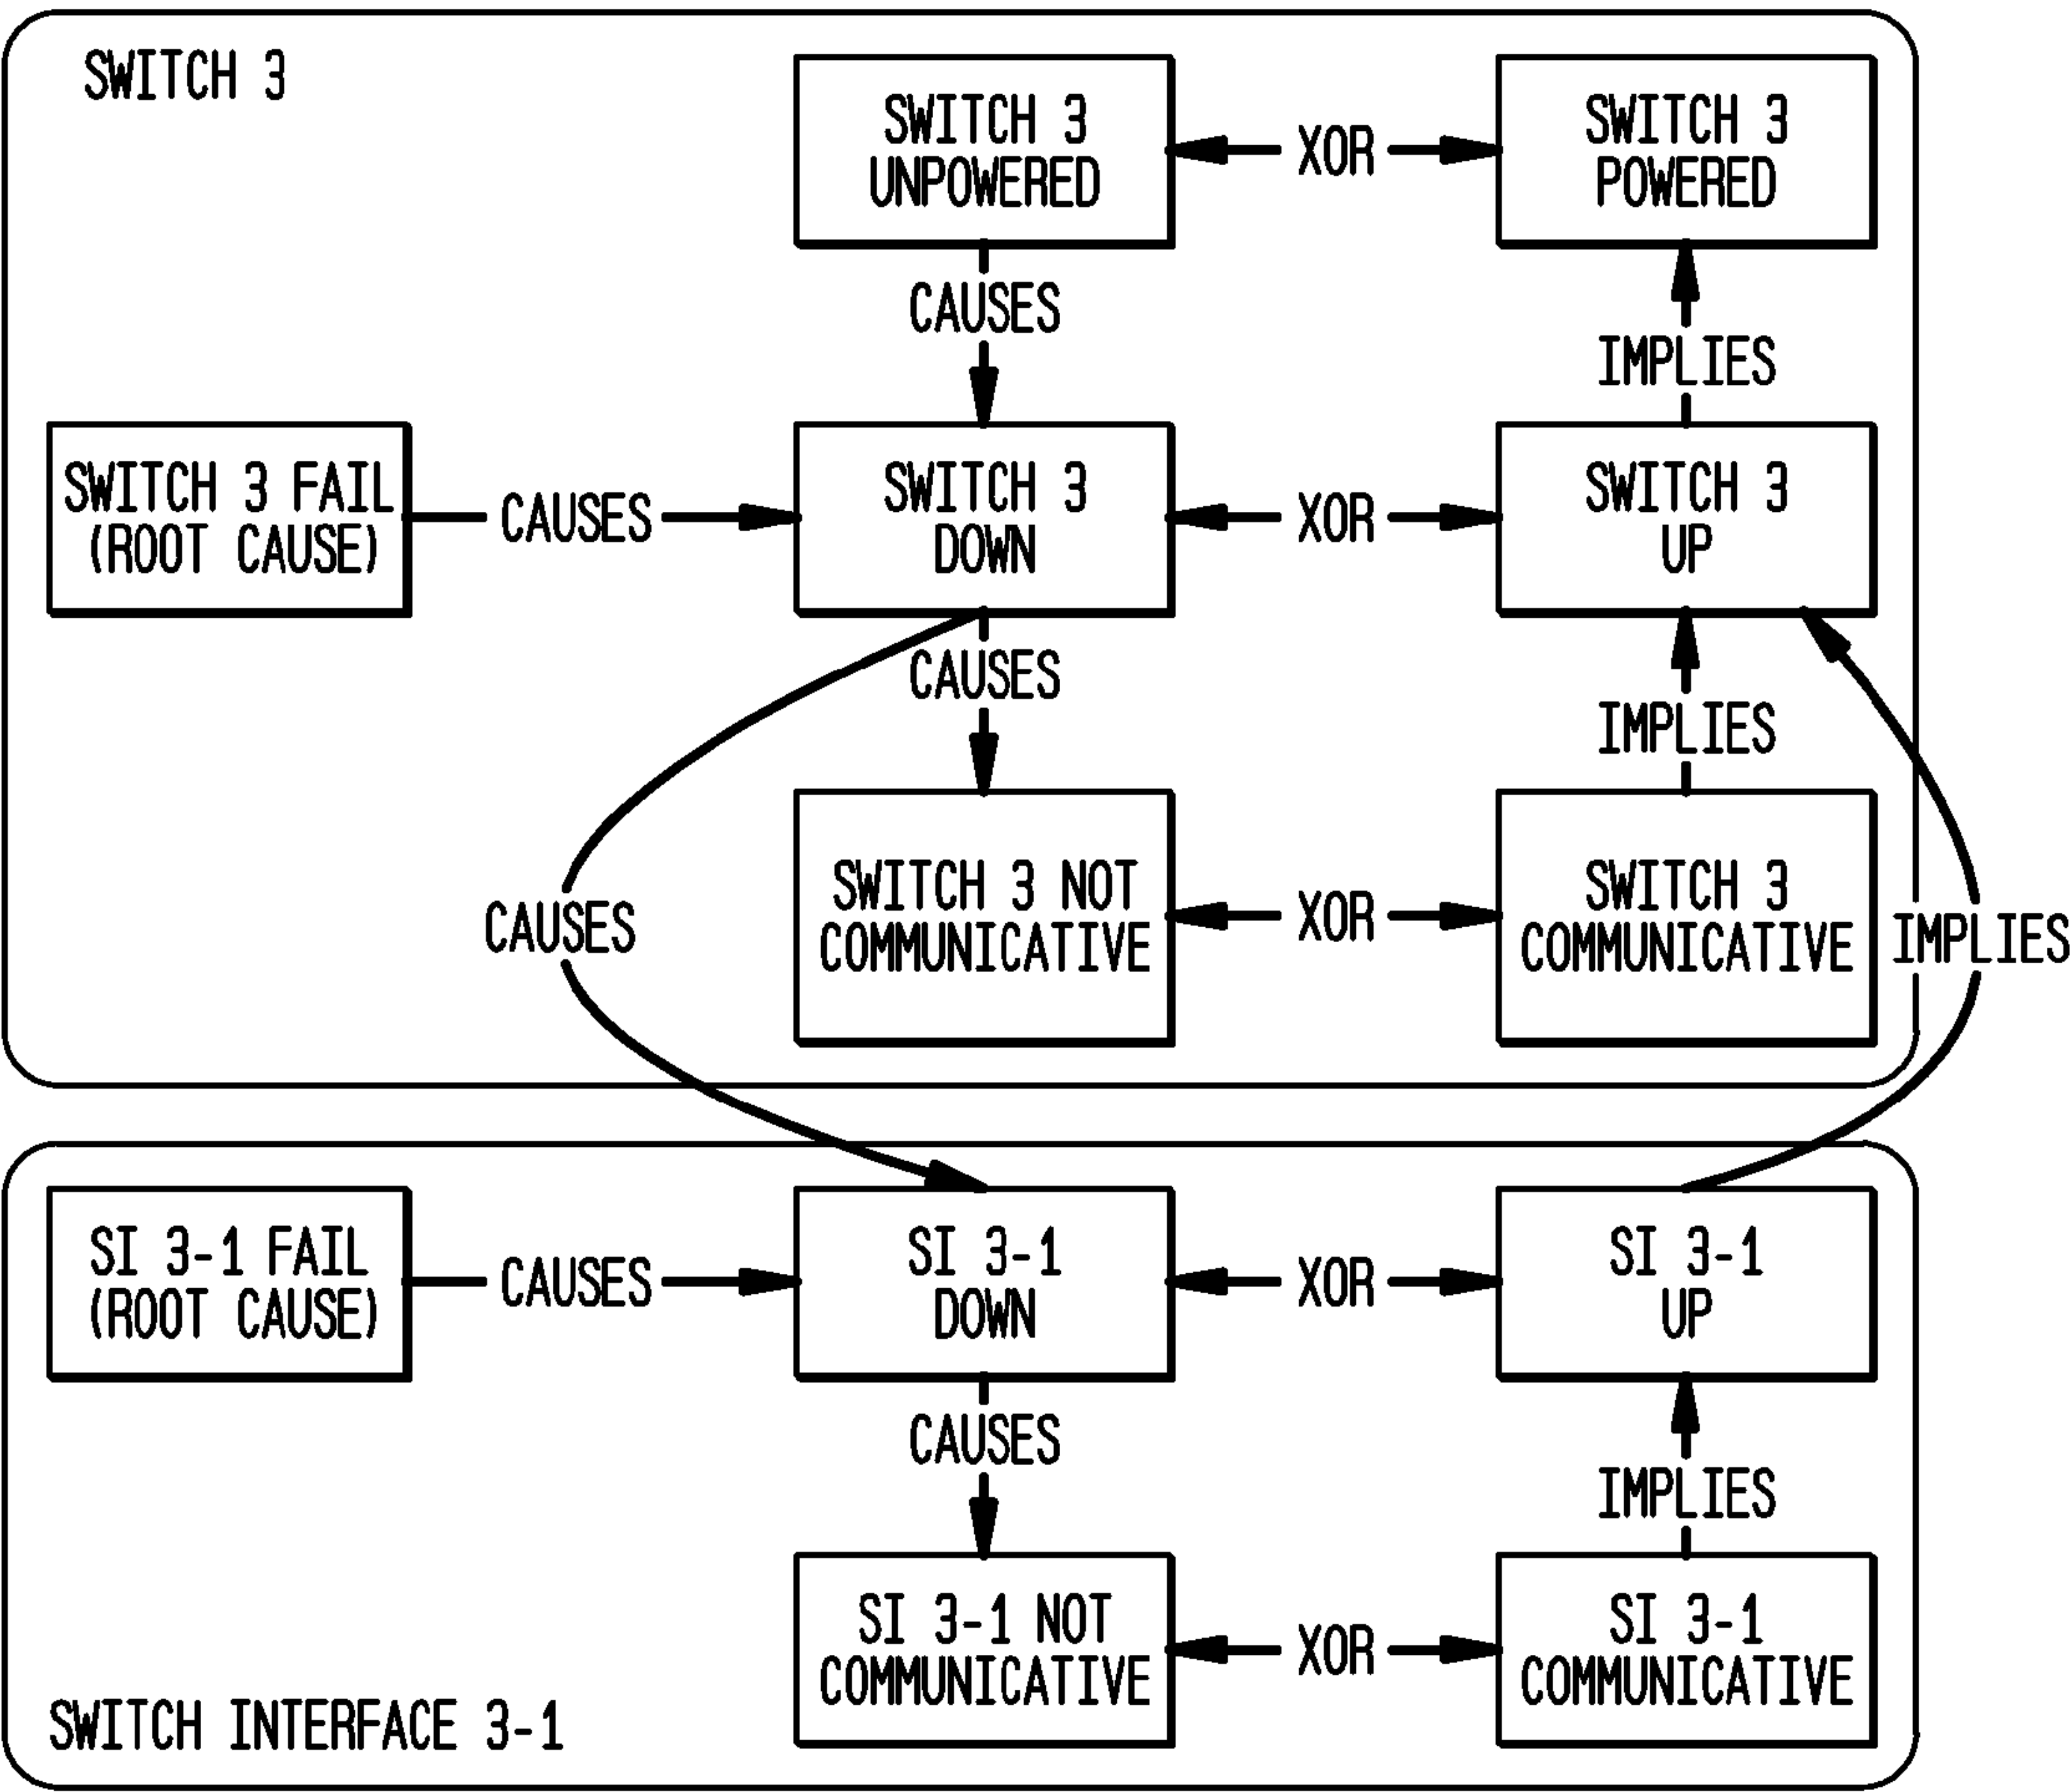 SWITCH 3
SWITCH 3
UNPOWERED
XOR
SWITCH 3
POWERED
CAUSES
IMPLIES
SWITCH 3 FAIL
(ROOT CAUSE)
CAUSES
SWITCH 3
DOWN
XOR
SWITCH 3
UP
CAUSES
IMPLIES
CAUSES
SWITCH 3 NOT
COMMUNICATIVE
XOR
SWITCH 3
COMMUNICATIVE
IMPLIES
SI 3-1 FAIL
(ROOT CAUSE)
CAUSES
SI 3-1
DOWN
XOR
SI 3-1
UP
CAUSES
IMPLIES
SI 3-1 NOT
COMMUNICATIVE
XOR
SI 3-1
COMMUNICATIVE
SWITCH INTERFACE 3-1